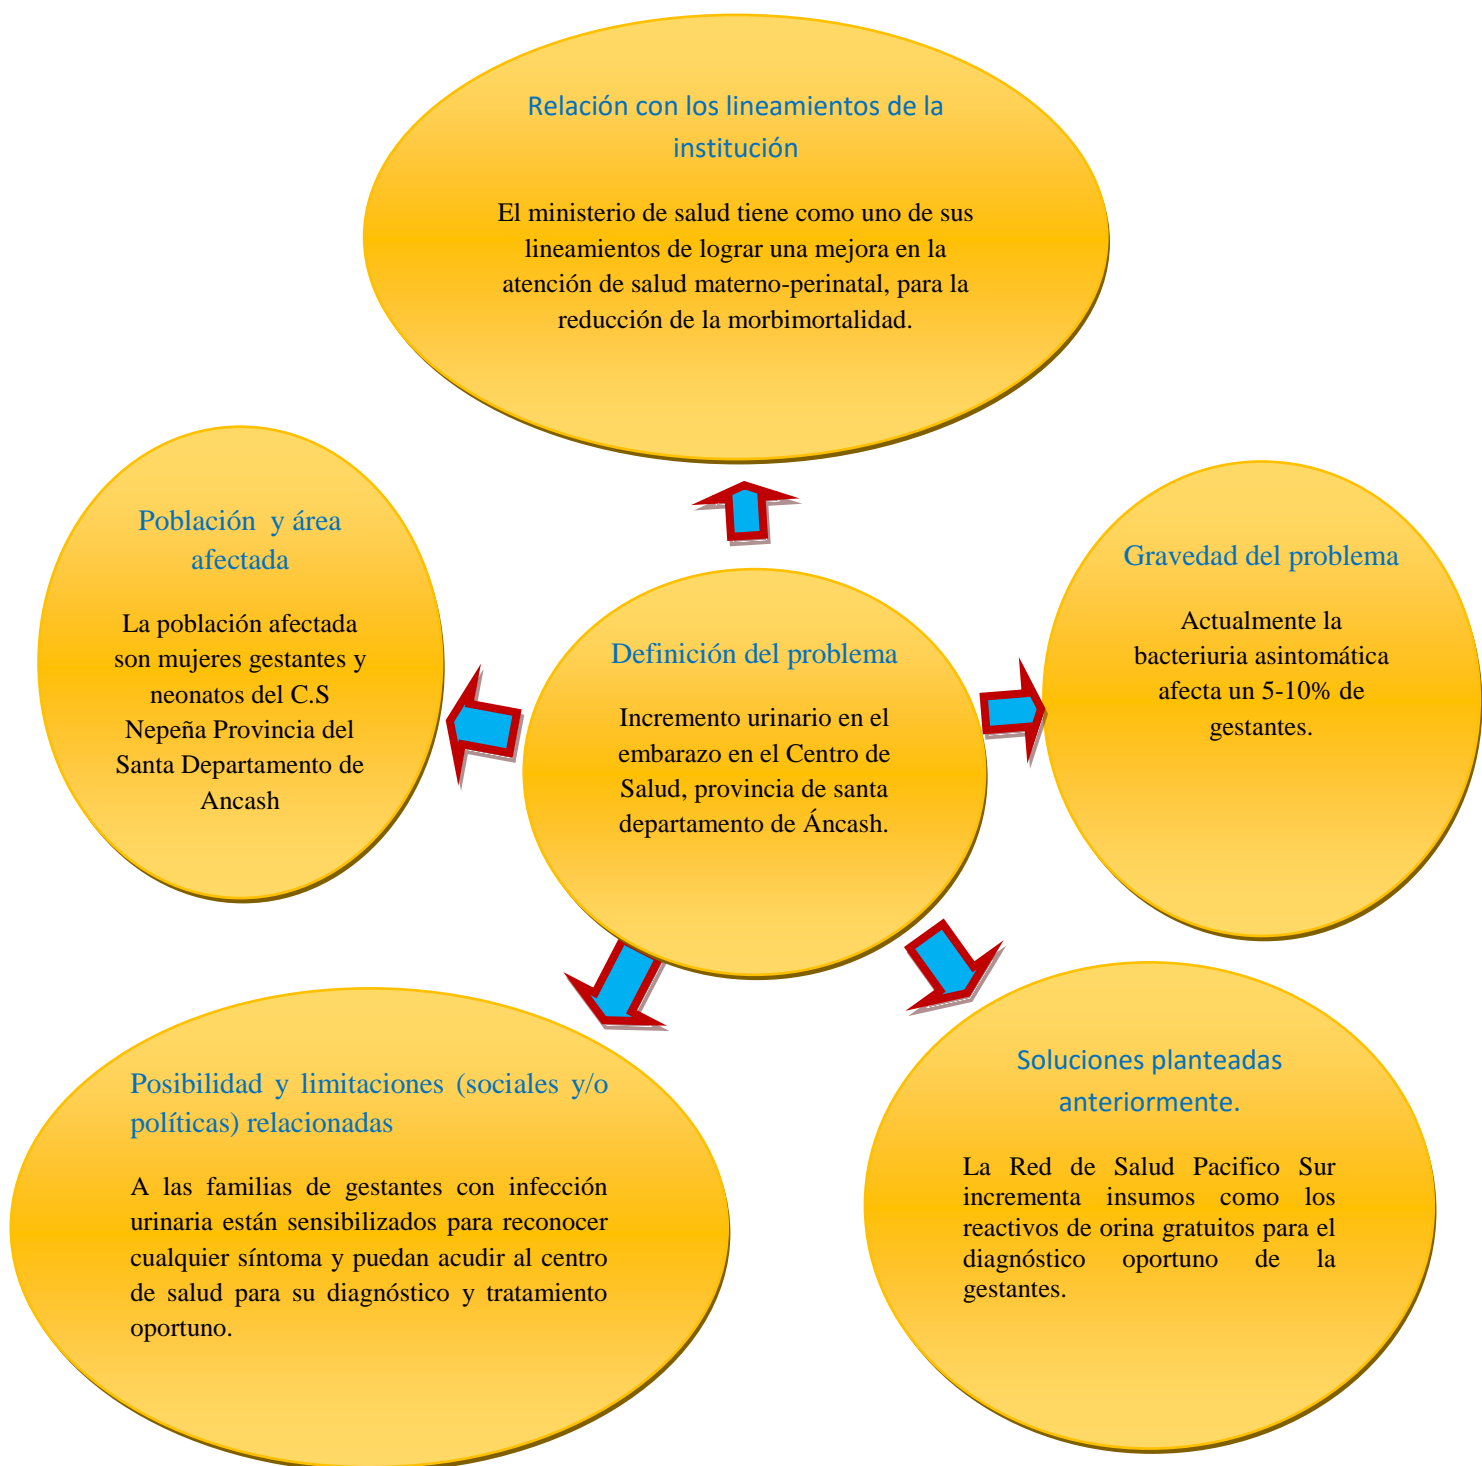 Relación con los lineamientos de la
institución
El ministerio de salud tiene como uno de sus
lineamientos de lograr una mejora en la
atención de salud materno-perinatal, para la
reducción de la morbimortalidad.
Población y área
afectada
La población afectada
son mujeres gestantes y
neonatos del C.S
Nepeña Provincia del
Santa Departamento de
Ancash
Definición del problema
Incremento urinario en el
embarazo en el Centro de
Salud, provincia de santa
departamento de Áncash.
Gravedad del problema
Actualmente la
bacteriuria asintomática
afecta un 5-10% de
gestantes.
Posibilidad y limitaciones (sociales y/o
políticas) relacionadas
A las familias de gestantes con infección
urinaria están sensibilizados para reconocer
cualquier síntoma y puedan acudir al centro
de salud para su diagnóstico y tratamiento
oportuno.
Soluciones planteadas
anteriormente.
La Red de Salud Pacifico Sur
incrementa insumos como los
reactivos de orina gratuitos para el
diagnóstico oportuno de la
gestantes.